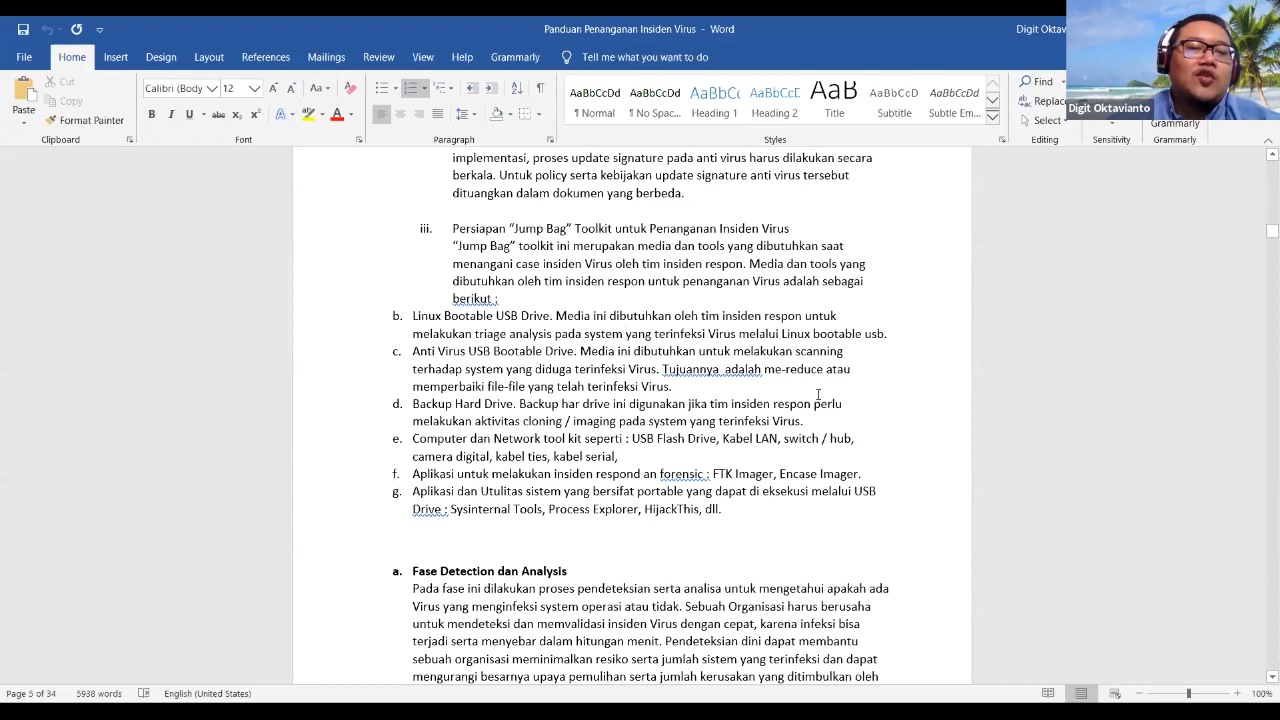 Panduan Penanganan Insiden Virus - Word
Digit Oktav
File Home Insert Design Layout References Mailings Review View Help Grammarly Tell me what you want to do
Cut
Copy
Format Painter
Paste
Calibri (Body) 12
AaBbCcDd AaBbCcDd AaBbCc AaBbCcD AaB AaBbCcD AaBbCcDd
¶ Normal ¶ No Spac... Heading 1 Heading 2 Title Subtitle Subtle Em...
Find
Replace
Select
Grammarly
Digit Oktavianto
Clipboard Font Paragraph Styles Editing Grammarly
implementasi, proses update signature pada anti virus harus dilakukan secara
berkala. Untuk policy serta kebijakan update signature anti virus tersebut
dituangkan dalam dokumen yang berbeda.
iii. Persiapan “Jump Bag” Toolkit untuk Penanganan Insiden Virus
“Jump Bag” toolkit ini merupakan media dan tools yang dibutuhkan saat
menangani case insiden Virus oleh tim insiden respon. Media dan tools yang
dibutuhkan oleh tim insiden respon untuk penanganan Virus adalah sebagai
berikut :
b. Linux Bootable USB Drive. Media ini dibutuhkan oleh tim insiden respon untuk
melakukan triage analysis pada system yang terinfeksi Virus melalui Linux bootable usb.
c. Anti Virus USB Bootable Drive. Media ini dibutuhkan untuk melakukan scanning
terhadap system yang diduga terinfeksi Virus. Tujuannya adalah me-reduce atau
memperbaiki file-file yang telah terinfeksi Virus.
d. Backup Hard Drive. Backup har drive ini digunakan jika tim insiden respon perlu
melakukan aktivitas cloning / imaging pada system yang terinfeksi Virus.
e. Computer dan Network tool kit seperti : USB Flash Drive, Kabel LAN, switch / hub,
camera digital, kabel ties, kabel serial,
f. Aplikasi untuk melakukan insiden respond an forensic : FTK Imager, Encase Imager.
g. Aplikasi dan Utulitas sistem yang bersifat portable yang dapat di eksekusi melalui USB
Drive : Sysinternal Tools, Process Explorer, HijackThis, dll.
a. Fase Detection dan Analysis
Pada fase ini dilakukan proses pendeteksian serta analisa untuk mengetahui apakah ada
Virus yang menginfeksi system operasi atau tidak. Sebuah Organisasi harus berusaha
untuk mendeteksi dan memvalidasi insiden Virus dengan cepat, karena infeksi bisa
terjadi serta menyebar dalam hitungan menit. Pendeteksian dini dapat membantu
sebuah organisasi meminimalkan resiko serta jumlah sistem yang terinfeksi dan dapat
mengurangi besarnya upaya pemulihan serta jumlah kerusakan yang ditimbulkan oleh
Page 5 of 34 5938 words English (United States) 100%